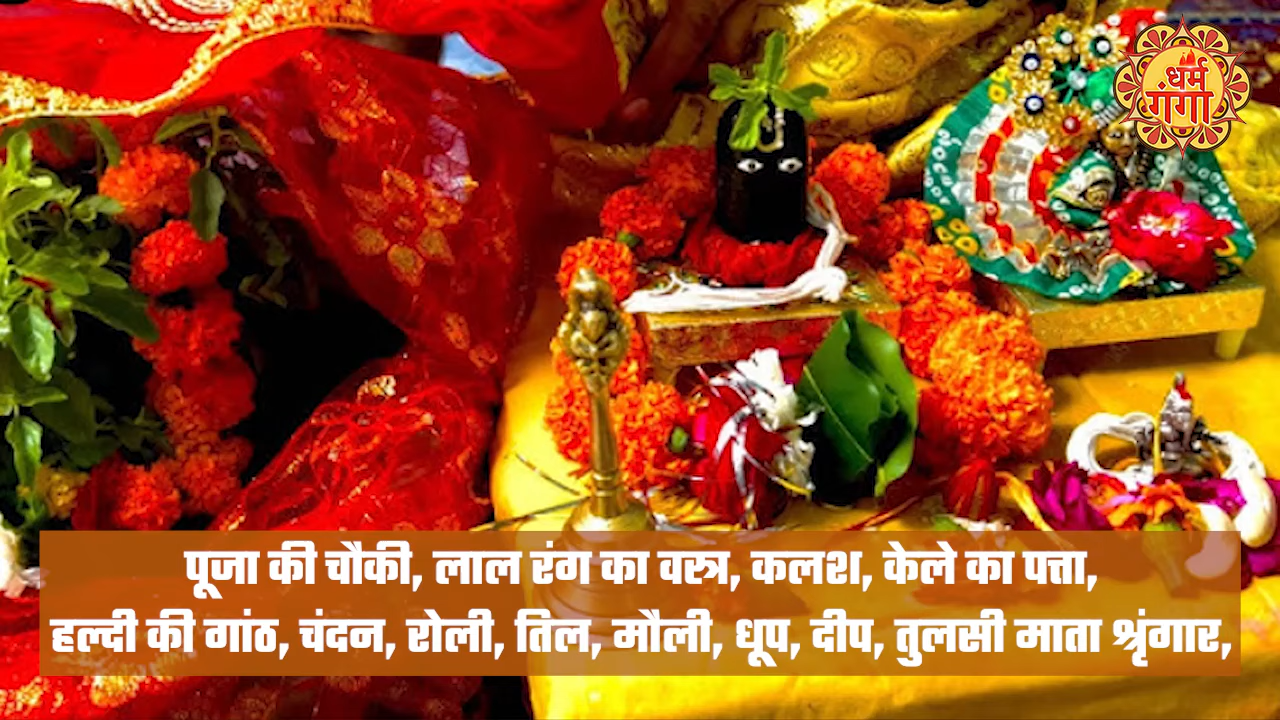 धर्म
गंगा
पूजा की चौकी, लाल रंग का वस्त्र, कलश, केले का पत्ता,
हल्दी की गांठ, चंदन, रोली, तिल, मौली, धूप, दीप, तुलसी माता श्रृंगार,